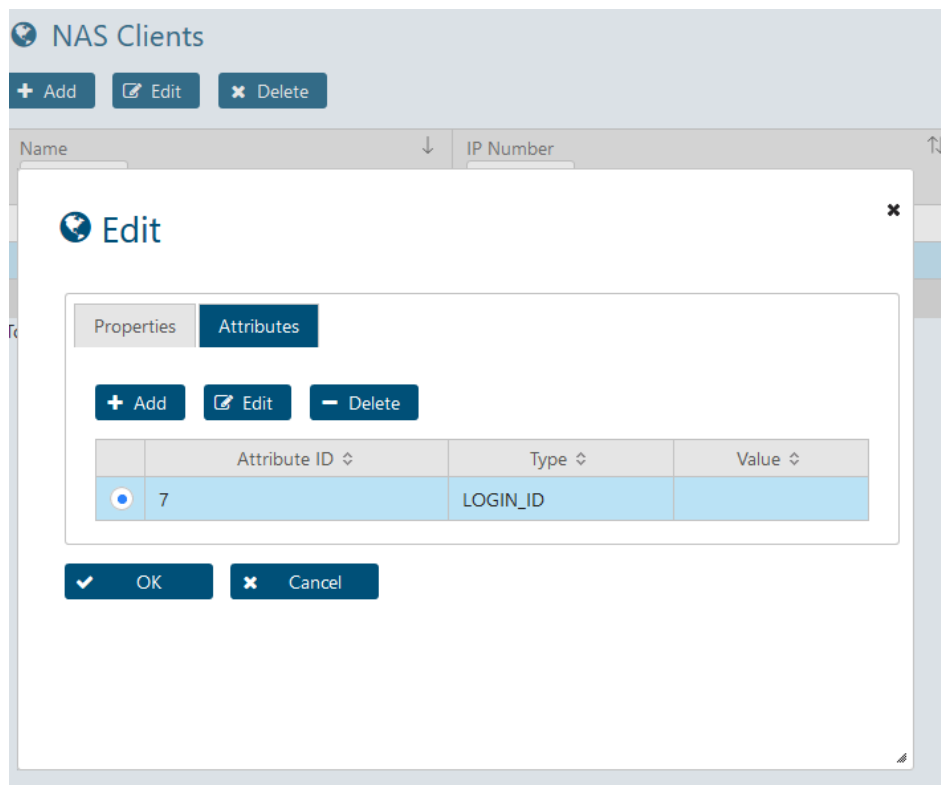 NAS Clients
Add Edit Delete
Name IP Number
Edit
Properties Attributes
Add Edit Delete
Attribute ID Type Value
7 LOGIN_ID
OK Cancel